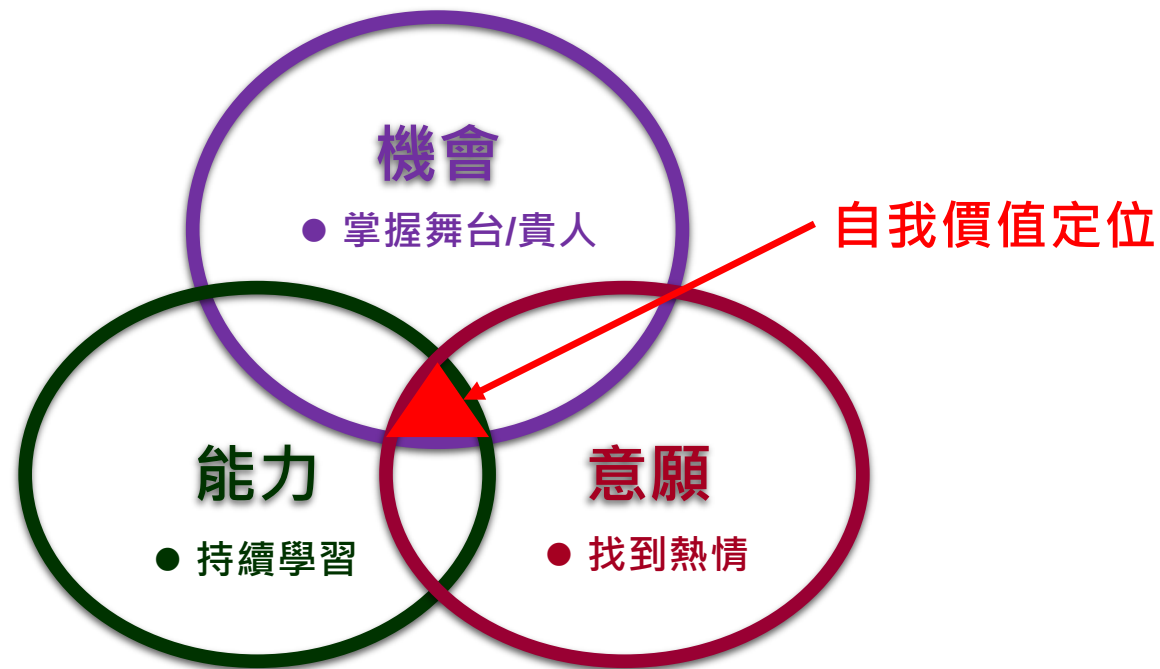 機會
● 掌握舞台/貴人
自我價值定位
能力
● 持續學習
意願
● 找到熱情